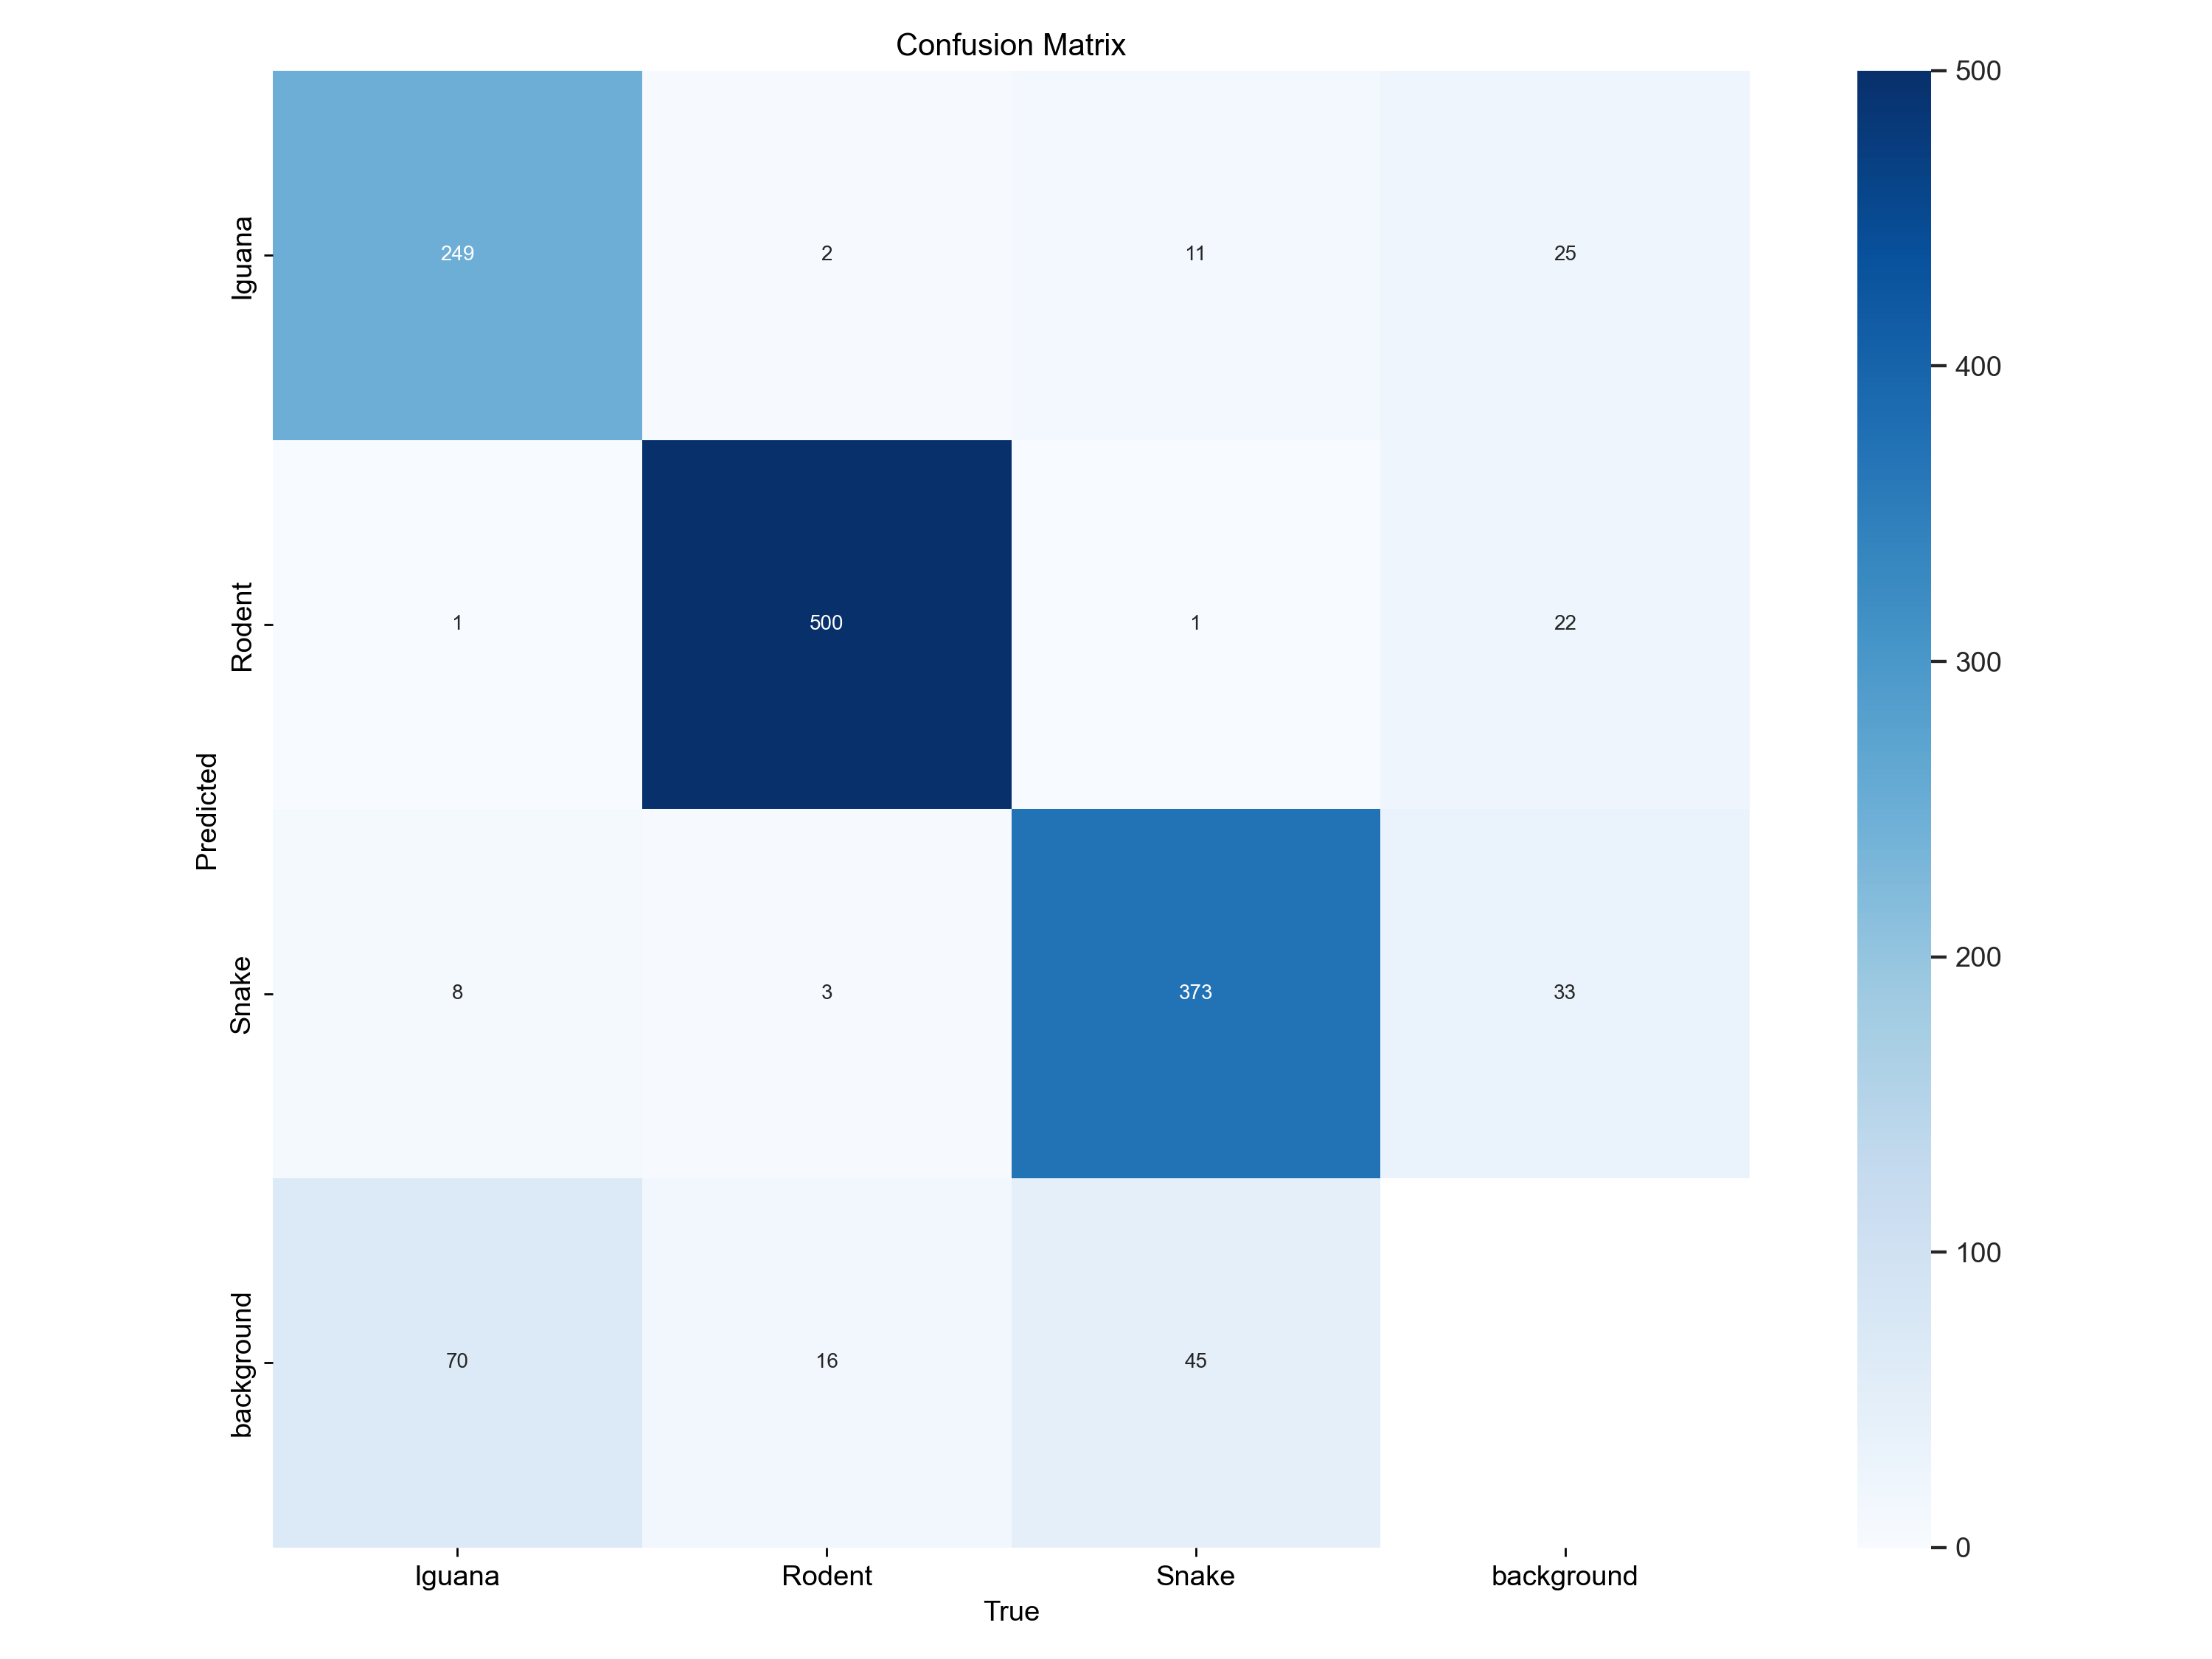 Confusion Matrix
Iguana 249 2 11 25
Rodent 1 500 1 22
Snake 8 3 373 33
background 70 16 45
Predicted
Iguana Rodent Snake background
True
500
400
300
200
100
0